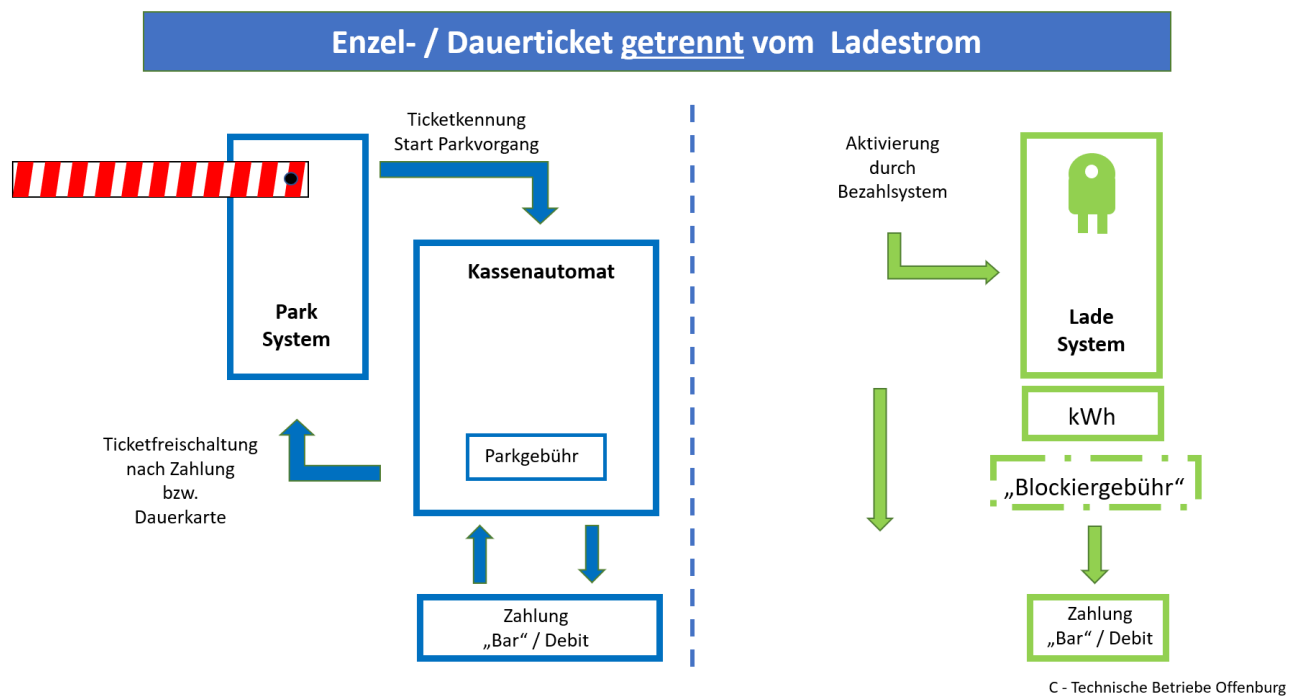 Enzel- / Dauerticket getrennt vom Ladestrom
Ticketkennung
Start Parkvorgang
Kassenautomat
Park
System
Ticketfreischaltung
nach Zahlung
bzw.
Dauerkarte
Parkgebühr
Zahlung
„Bar“ / Debit
Aktivierung
durch
Bezahlsystem
Lade
System
kWh
„Blockiergebühr“
Zahlung
„Bar“ / Debit
C - Technische Betriebe Offenburg